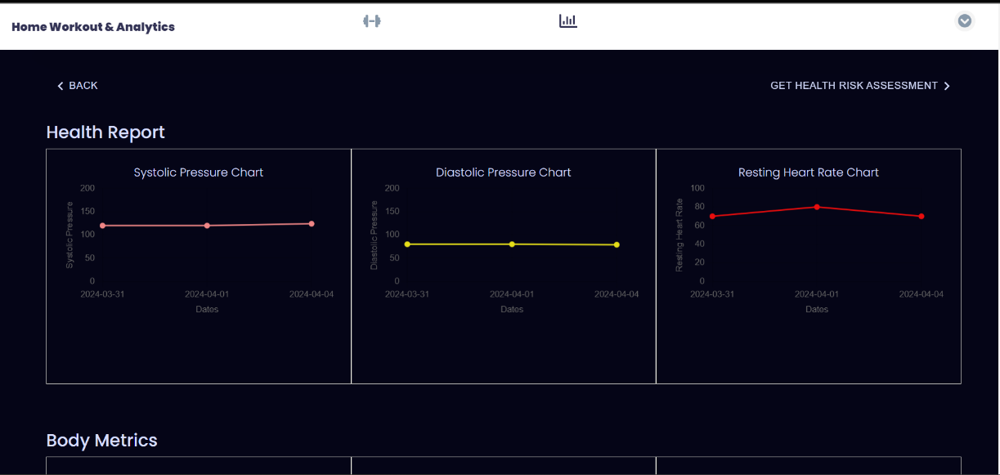 Home Workout & Analytics
BACK
GET HEALTH RISK ASSESSMENT
Health Report
Systolic Pressure Chart
200
150
100
50
0
Systolic Pressure
2024-03-31 2024-04-01 2024-04-04
Dates
Diastolic Pressure Chart
200
150
100
50
0
Diastolic Pressure
2024-03-31 2024-04-01 2024-04-04
Dates
Resting Heart Rate Chart
100
80
60
40
20
0
Resting Heart Rate
2024-03-31 2024-04-01 2024-04-04
Dates
Body Metrics